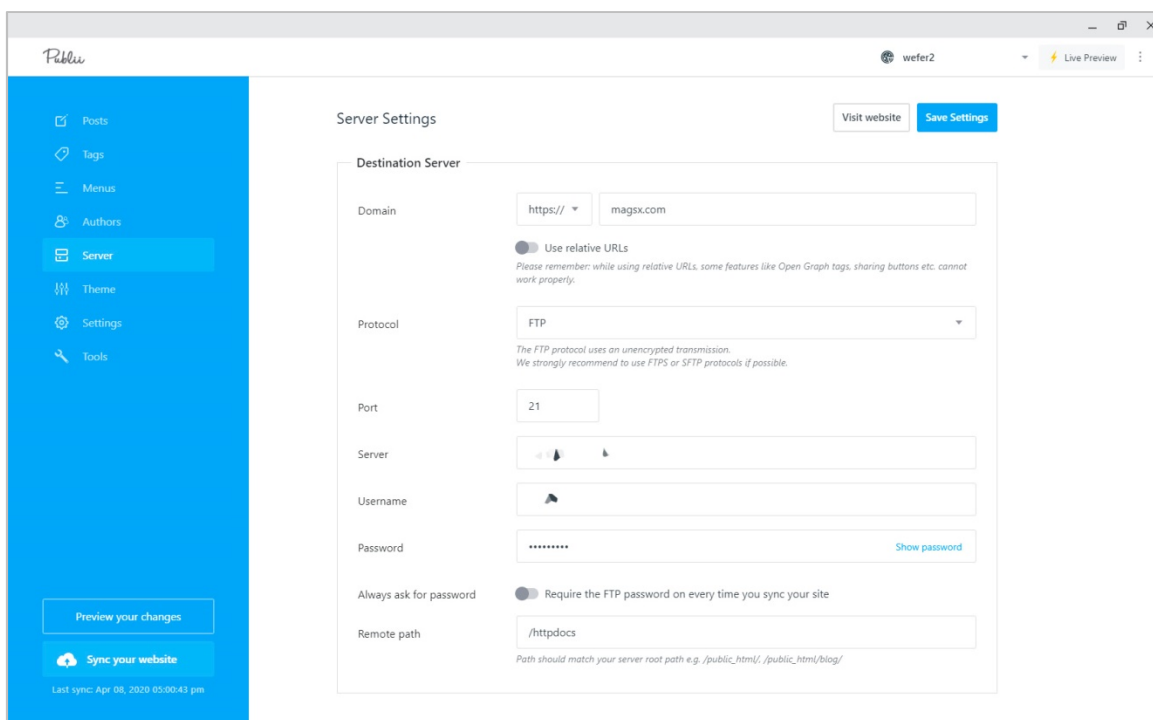 Publii
wefer2
Live Preview
Posts
Tags
Menus
Authors
Server
Theme
Settings
Tools
Preview your changes
Sync your website
Last sync: Apr 08, 2020 05:00:43 pm
Server Settings
Visit website
Save Settings
Destination Server
Domain
https://
magsx.com
Use relative URLs
Please remember: while using relative URLs, some features like Open Graph tags, sharing buttons etc. cannot
work properly.
Protocol
FTP
The FTP protocol uses an unencrypted transmission.
We strongly recommend to use FTPS or SFTP protocols if possible.
Port
21
Server
Username
Password
•••••••••
Show password
Always ask for password
Require the FTP password on every time you sync your site
Remote path
/httpdocs
Path should match your server root path e.g. /public_html/, /public_html/blog/